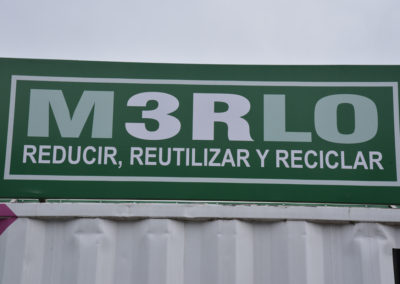 M3RLO
REDUCIR, REUTILIZAR Y RECICLAR